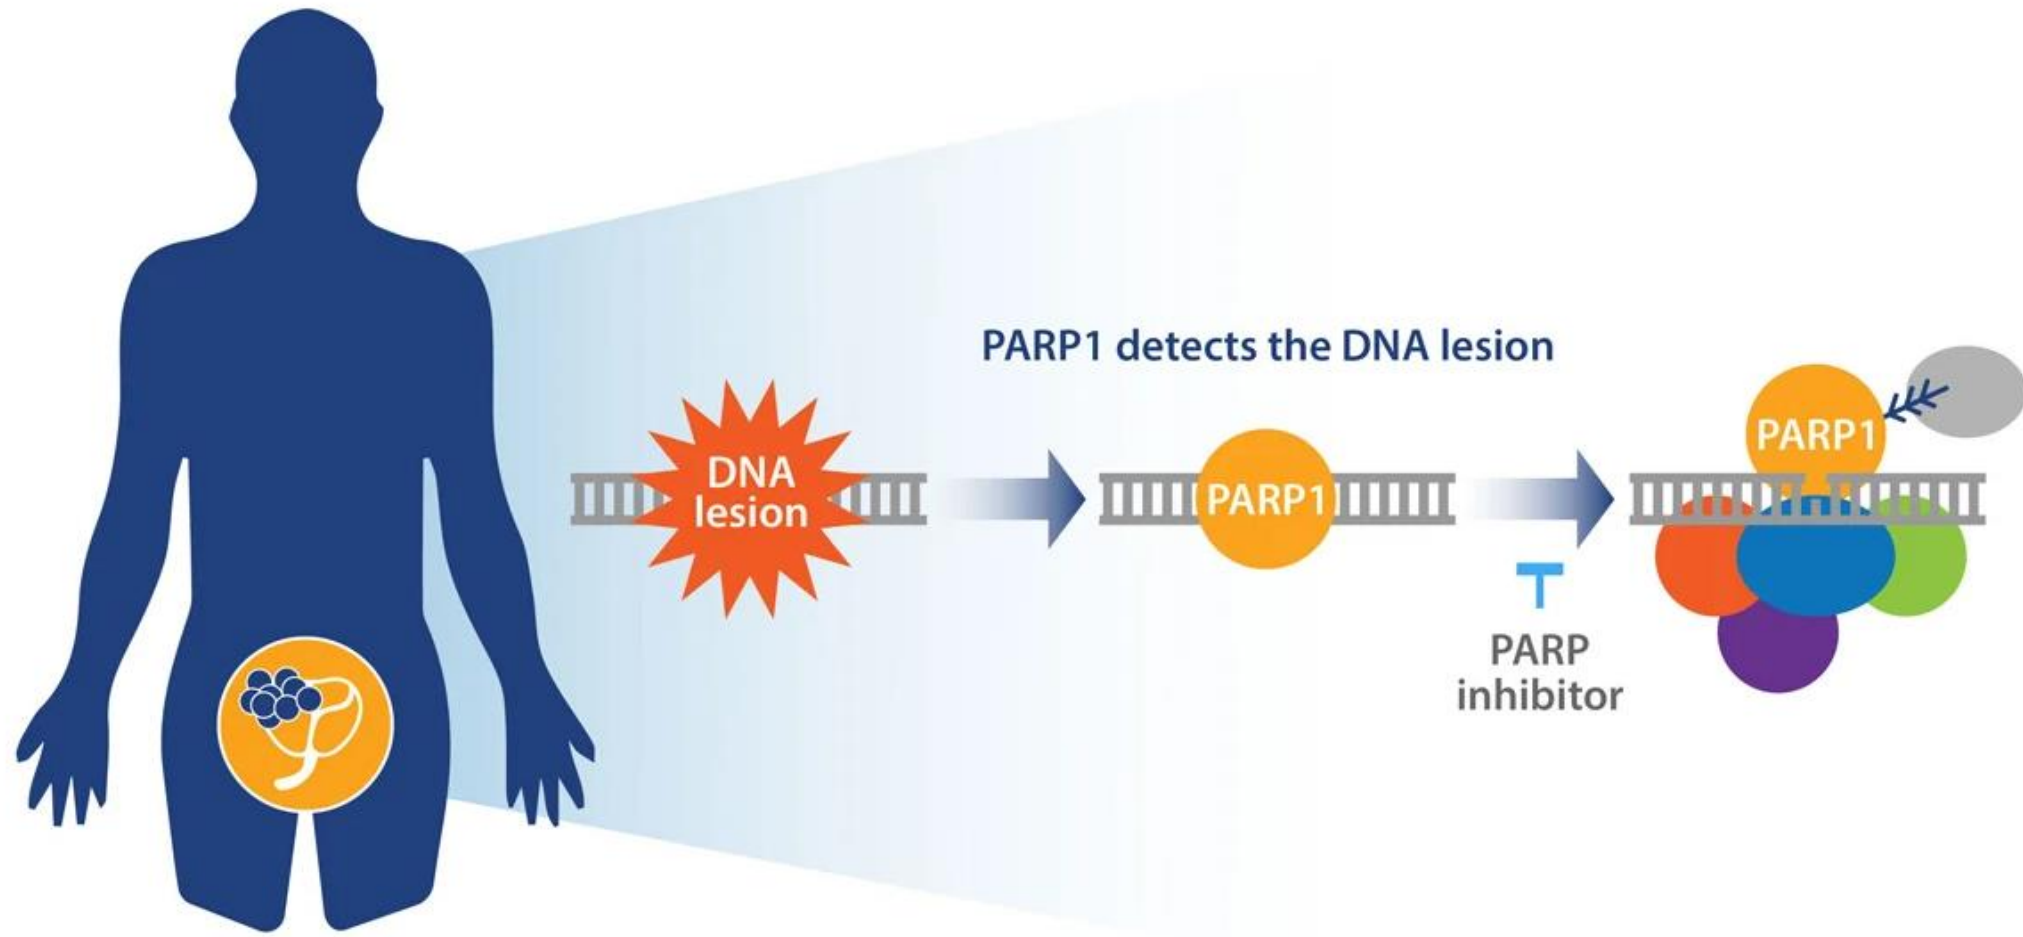 PARP1 detects the DNA lesion
DNA
lesion
PARP1
PARP1
PARP
inhibitor